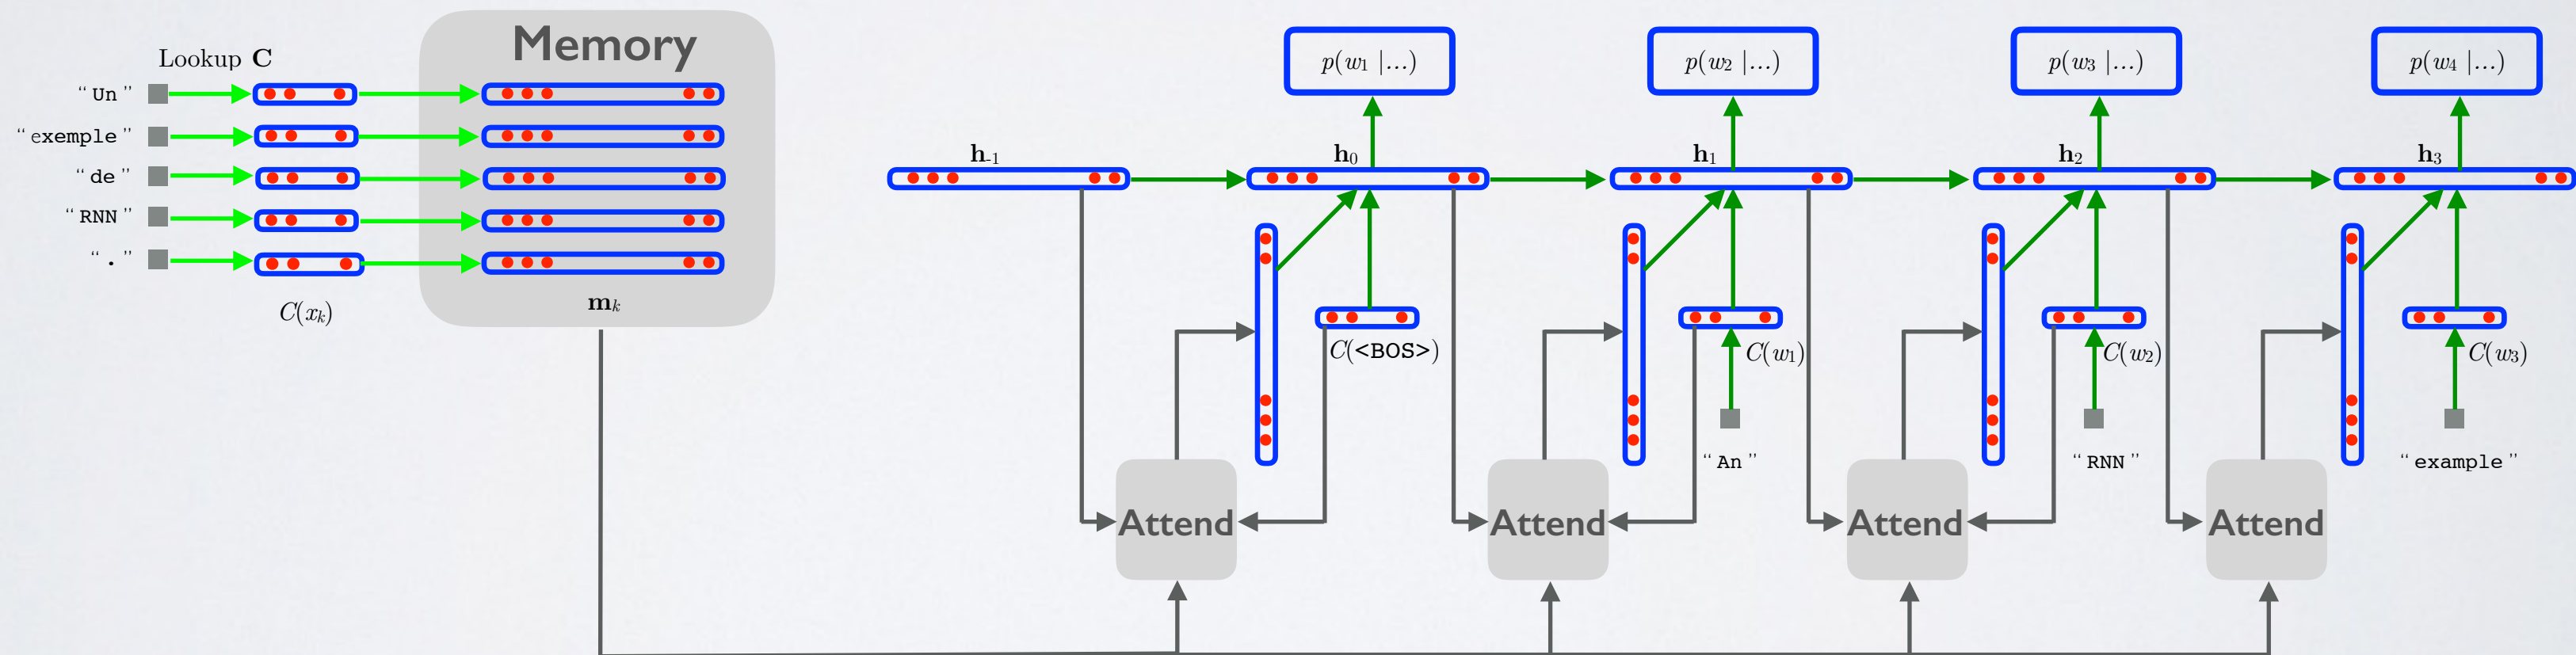 Lookup C
Memory
"Un"
"exemple"
"de"
"RNN"
"."
C(xk)
mk
p(w1 |...)
p(w2 |...)
p(w3 |...)
p(w4 |...)
h-1
h0
h1
h2
h3
C(<BOS>)
C(w1)
C(w2)
C(w3)
"An"
"RNN"
"example"
Attend
Attend
Attend
Attend